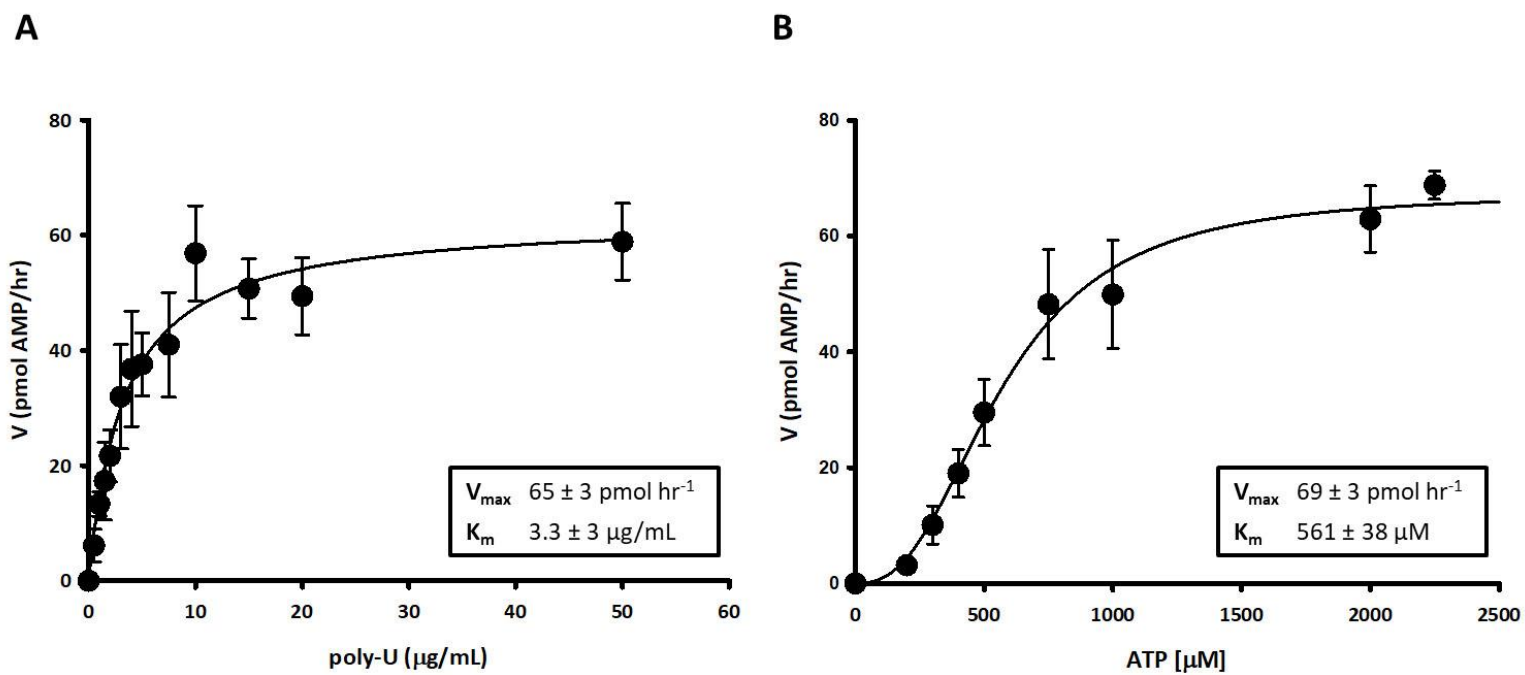 A
V (pmol AMP/hr)
80
60
40
20
0
0 10 20 30 40 50 60
poly-U (μg/mL)
Vmax 65 ± 3 pmol hr⁻¹
Km 3.3 ± 3 μg/mL
B
V (pmol AMP/hr)
80
60
40
20
0
0 500 1000 1500 2000 2500
ATP [μM]
Vmax 69 ± 3 pmol hr⁻¹
Km 561 ± 38 μM